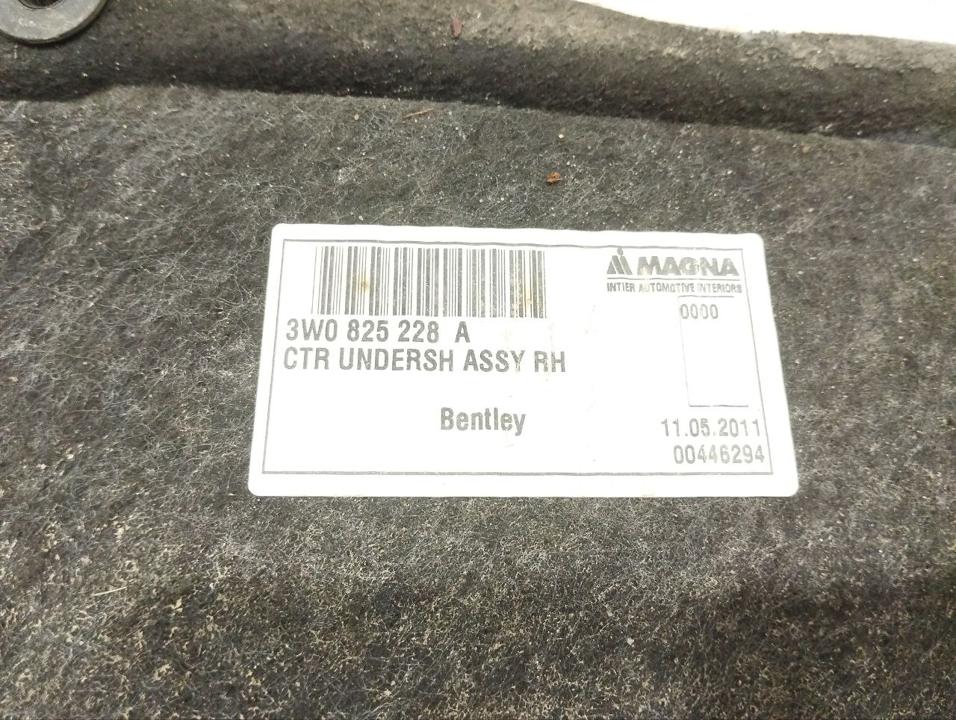 MAGNA
INTIER AUTOMOTIVE INTERIORS
0000
3W0 825 228 A
CTR UNDERSH ASSY RH
Bentley
11.05.2011
00446294